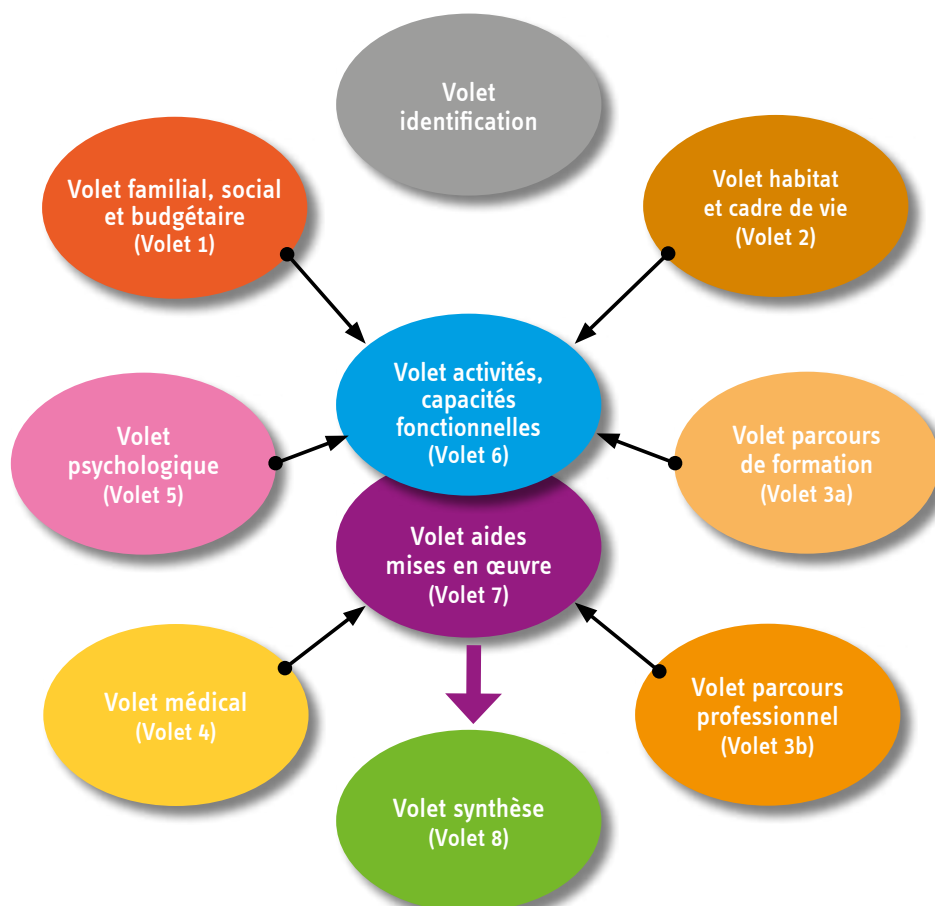 Volet
identification
Volet familial, social
et budgétaire
(Volet 1)
Volet habitat
et cadre de vie
(Volet 2)
Volet activités,
capacités
fonctionnelles
(Volet 6)
Volet
psychologique
(Volet 5)
Volet parcours
de formation
(Volet 3a)
Volet aides
mises en œuvre
(Volet 7)
Volet médical
(Volet 4)
Volet parcours
professionnel
(Volet 3b)
Volet synthèse
(Volet 8)